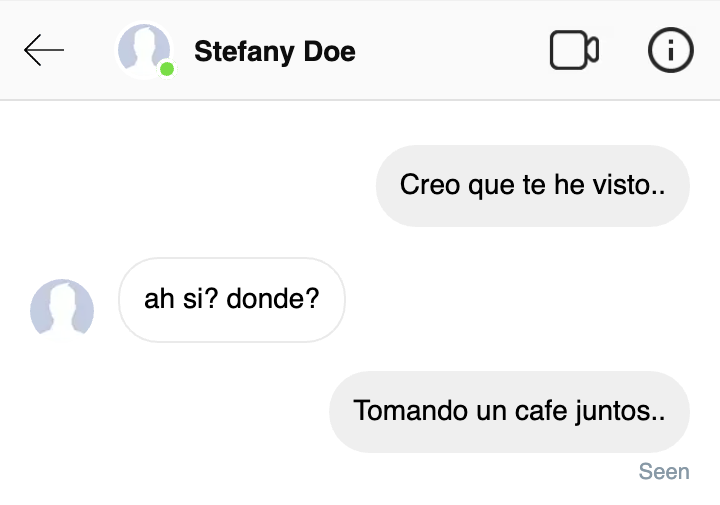 Stefany Doe
Creo que te he visto..
ah si? donde?
Tomando un cafe juntos..
Seen